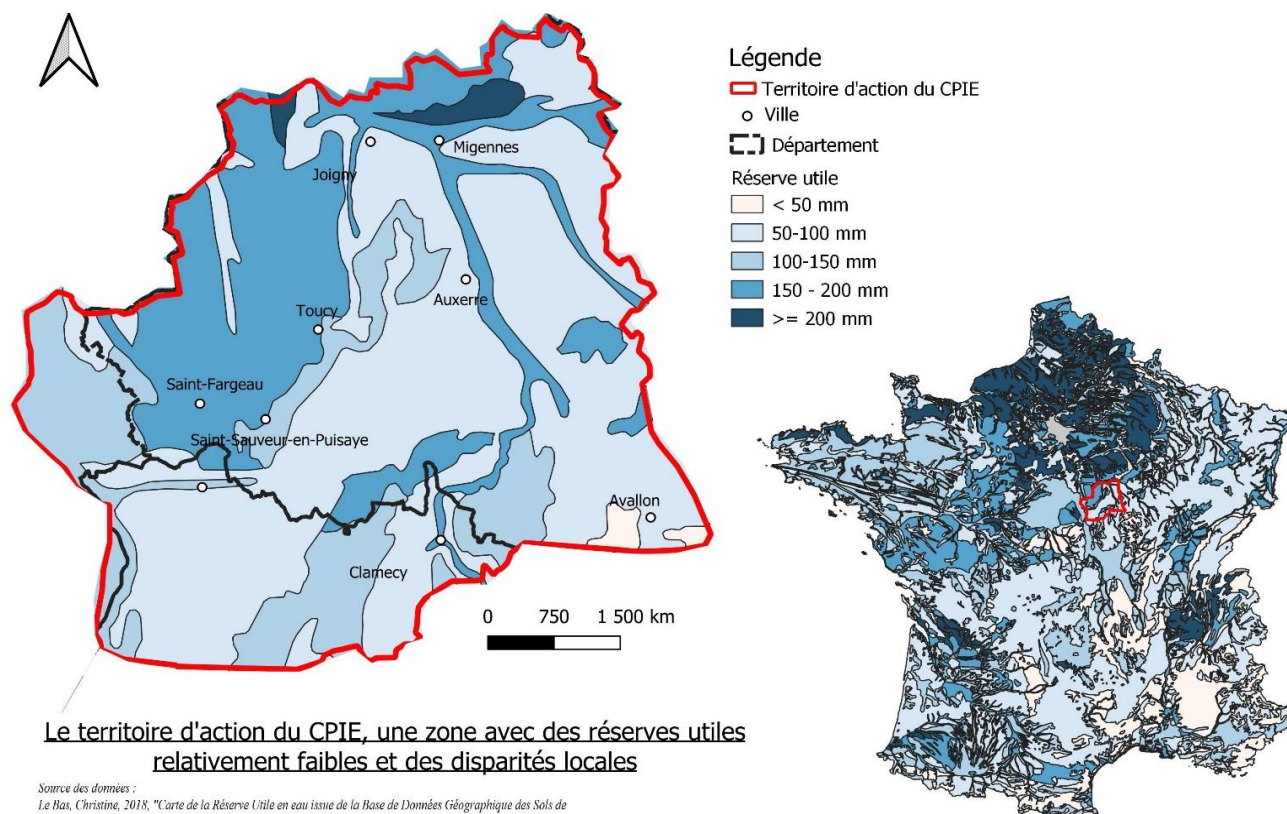 Légende
Territoire d'action du CPIE
Ville
Département
Réserve utile
< 50 mm
50-100 mm
100-150 mm
150 - 200 mm
>= 200 mm
Migennes
Joigny
Auxerre
Toucy
Saint-Fargeau
Saint-Sauveur-en-Puisaye
Avallon
Clamecy
0 750 1 500 km
Le territoire d'action du CPIE, une zone avec des réserves utiles
relativement faibles et des disparités locales
Source des données :
Le Bas, Christine, 2018, "Carte de la Réserve Utile en eau issue de la Base de Données Géographique des Sols de